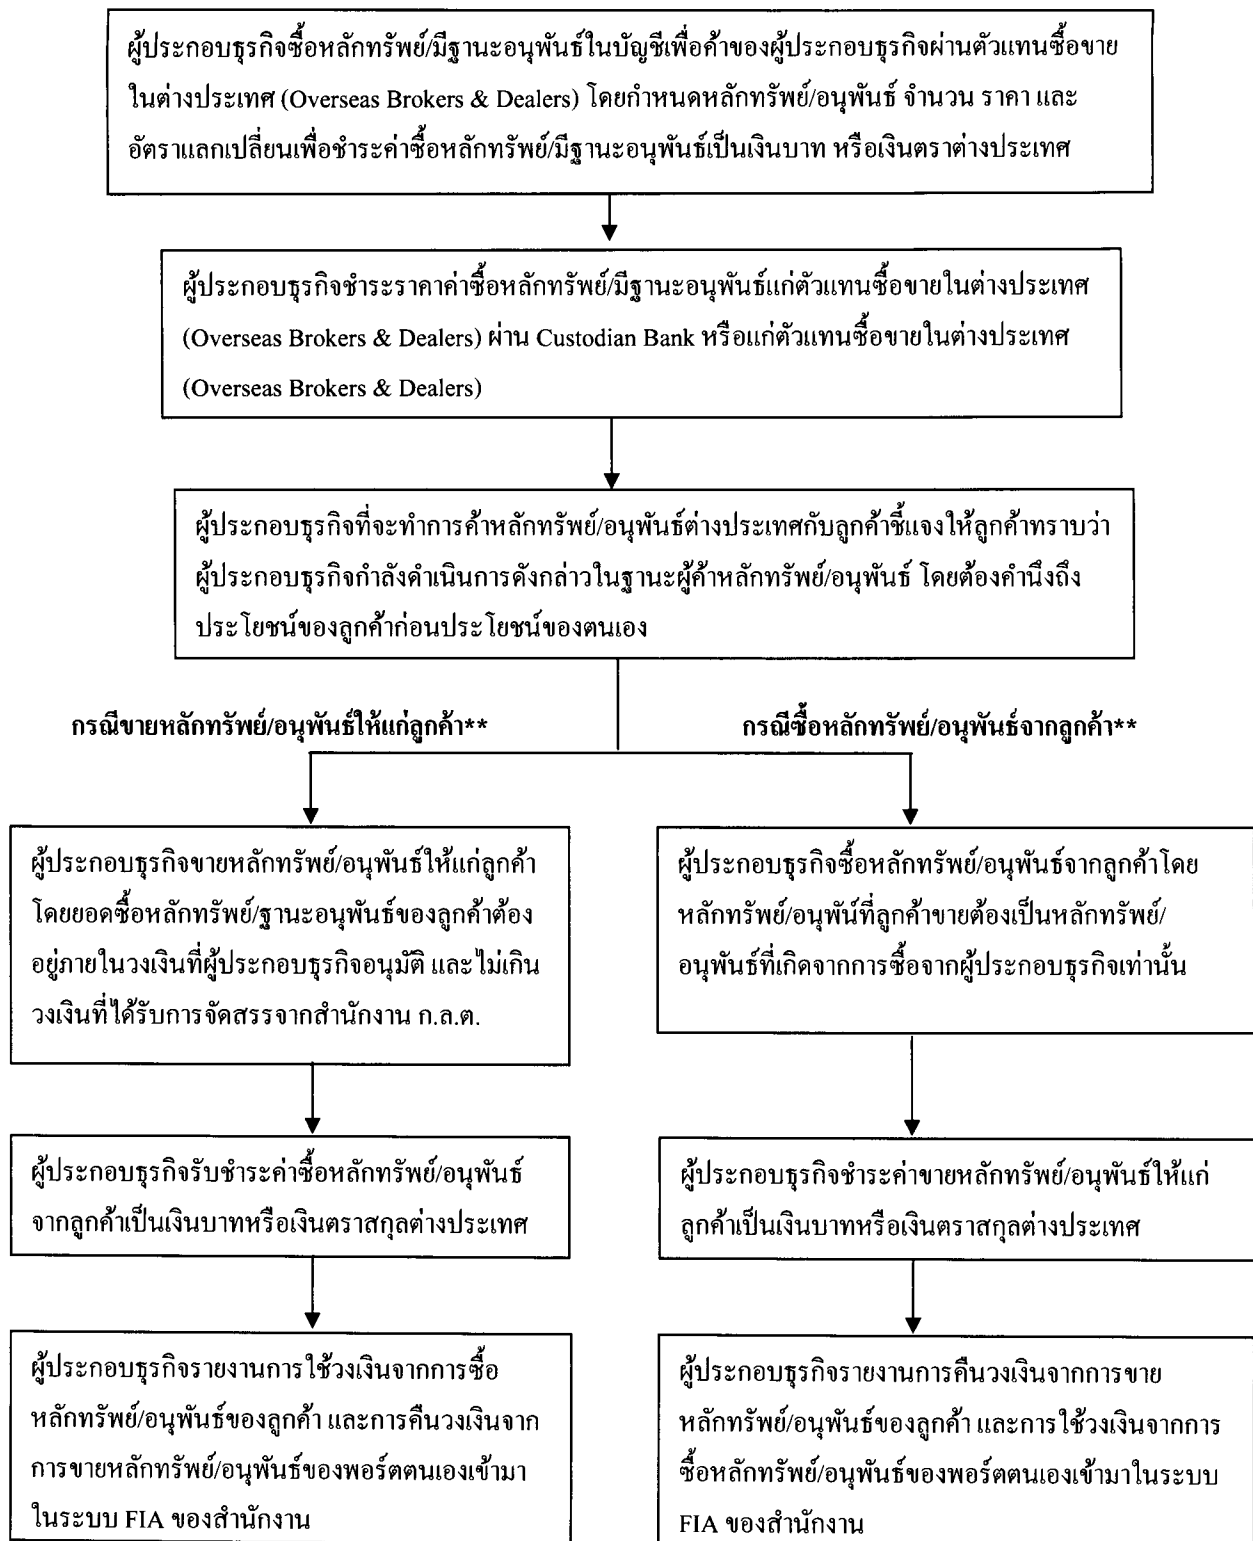 ผู้ประกอบธุรกิจซื้อหลักทรัพย์/มีฐานะอนุพันธ์ในบัญชีเพื่อค้าของผู้ประกอบธุรกิจผ่านตัวแทนซื้อขาย
ในต่างประเทศ (Overseas Brokers & Dealers) โดยกำหนดหลักทรัพย์/อนุพันธ์ จำนวน ราคา และ
อัตราแลกเปลี่ยนเพื่อชำระค่าซื้อหลักทรัพย์/มีฐานะอนุพันธ์เป็นเงินบาท หรือเงินตราต่างประเทศ
ผู้ประกอบธุรกิจชำระราคาค่าซื้อหลักทรัพย์/มีฐานะอนุพันธ์แก่ตัวแทนซื้อขายในต่างประเทศ
(Overseas Brokers & Dealers) ผ่าน Custodian Bank หรือแก่ตัวแทนซื้อขายในต่างประเทศ
(Overseas Brokers & Dealers)
ผู้ประกอบธุรกิจที่จะทำการค้าหลักทรัพย์/อนุพันธ์ต่างประเทศกับลูกค้าชี้แจงให้ลูกค้าทราบว่า
ผู้ประกอบธุรกิจกำลังดำเนินการดังกล่าวในฐานะผู้ค้าหลักทรัพย์/อนุพันธ์ โดยต้องคำนึงถึง
ประโยชน์ของลูกค้าก่อนประโยชน์ของตนเอง
กรณีขายหลักทรัพย์/อนุพันธ์ให้แก่ลูกค้า**
ผู้ประกอบธุรกิจขายหลักทรัพย์/อนุพันธ์ให้แก่ลูกค้า
โดยยอดซื้อหลักทรัพย์/ฐานะอนุพันธ์ของลูกค้าต้อง
อยู่ภายในวงเงินที่ผู้ประกอบธุรกิจอนุมัติ และไม่เกิน
วงเงินที่ได้รับการจัดสรรจากสำนักงาน ก.ล.ต.
ผู้ประกอบธุรกิจรับชำระค่าซื้อหลักทรัพย์/อนุพันธ์
จากลูกค้าเป็นเงินบาทหรือเงินตราสกุลต่างประเทศ
ผู้ประกอบธุรกิจรายงานการใช้วงเงินจากการซื้อ
หลักทรัพย์/อนุพันธ์ของลูกค้า และการคืนวงเงินจาก
การขายหลักทรัพย์/อนุพันธ์ของพอร์ตตนเองเข้ามา
ในระบบ FIA ของสำนักงาน
กรณีซื้อหลักทรัพย์/อนุพันธ์จากลูกค้า**
ผู้ประกอบธุรกิจซื้อหลักทรัพย์/อนุพันธ์จากลูกค้าโดย
หลักทรัพย์/อนุพัน์ที่ลูกค้าขายต้องเป็นหลักทรัพย์/
อนุพันธ์ที่เกิดจากการซื้อจากผู้ประกอบธุรกิจเท่านั้น
ผู้ประกอบธุรกิจชำระค่าขายหลักทรัพย์/อนุพันธ์ให้แก่
ลูกค้าเป็นเงินบาทหรือเงินตราสกุลต่างประเทศ
ผู้ประกอบธุรกิจรายงานการคืนวงเงินจากการขาย
หลักทรัพย์/อนุพันธ์ของลูกค้า และการใช้วงเงินจากการ
ซื้อหลักทรัพย์/อนุพันธ์ของพอร์ตตนเองเข้ามาในระบบ
FIA ของสำนักงาน